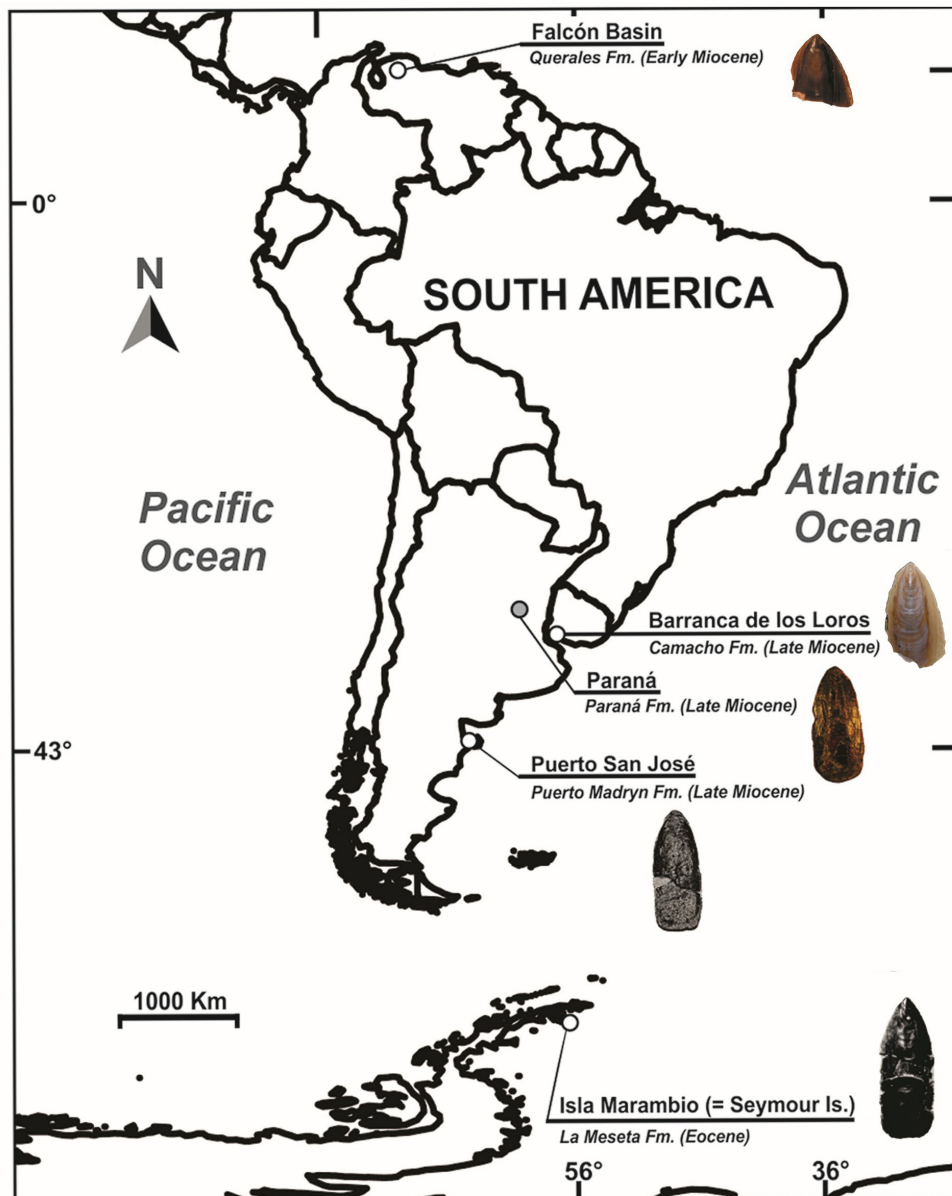 Falcón Basin
Querales Fm. (Early Miocene)
0°
N
SOUTH AMERICA
Pacific
Ocean
Atlantic
Ocean
Barranca de los Loros
Camacho Fm. (Late Miocene)
Paraná
Paraná Fm. (Late Miocene)
43°
Puerto San José
Puerto Madryn Fm. (Late Miocene)
1000 Km
Isla Marambio (= Seymour Is.)
La Meseta Fm. (Eocene)
56°
36°